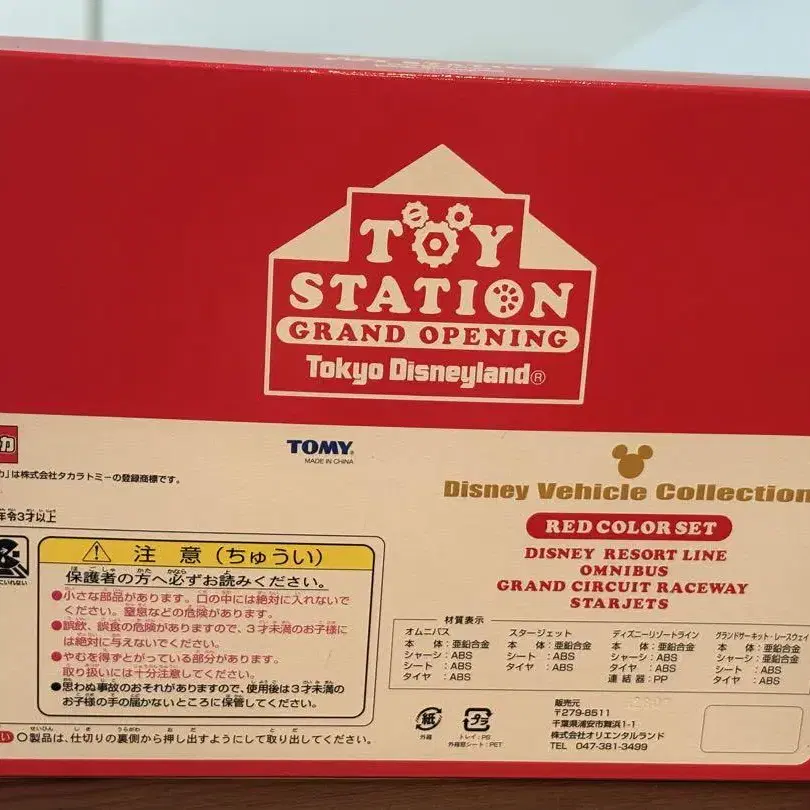 TOY
STATION
GRAND OPENING
Tokyo Disneyland®
カ
TOMY
MADE IN CHINA
カ」は株式会社タカラトミーの登録商標です。
年令3才以上
にいれない
Disney Vehicle Collection
RED COLOR SET
DISNEY RESORT LINE
OMNIBUS
GRAND CIRCUIT RACEWAY
STARJETS
注意(ちゅうい)
保護者の方へ必ずお読みください。
●小さな部品があります。口の中には絶対に入れないで
ください。窒息などの危険があります。
●誤飲、誤食の危険がありますので、3才未満のお子様に
は絶対に与えないでください。
●やむを得ずとがっている部分があります。
取り扱いには十分注意してください。
●思わぬ事故のおそれがありますので、使用後は3才未満の
お子様の手の届かないところに保管してください。
い ○製品は、仕切りの裏側から押し出すようにして取り出してください。
材質表示
オムニバス
本体:亜鉛合金
シャーシ:ABS
シート:ABS
タイヤ:ABS
スタージェット
本体:亜鉛合金
シート:ABS
タイヤ:ABS
ディズニーリゾートライン
本体:亜鉛合金
シャーシ:ABS
タイヤ:ABS
連結器:PP
グランドサーキット・レースウェイ
本体:亜鉛合金
シャーシ:ABS
シート:ABS
タイヤ:ABS
紙
外箱
プラ
トレイ:PS
外箱窓シート:PET
販売元
〒279-8511
千葉県浦安市舞浜1-1
株式会社オリエンタルランド
TEL 047-381-3499